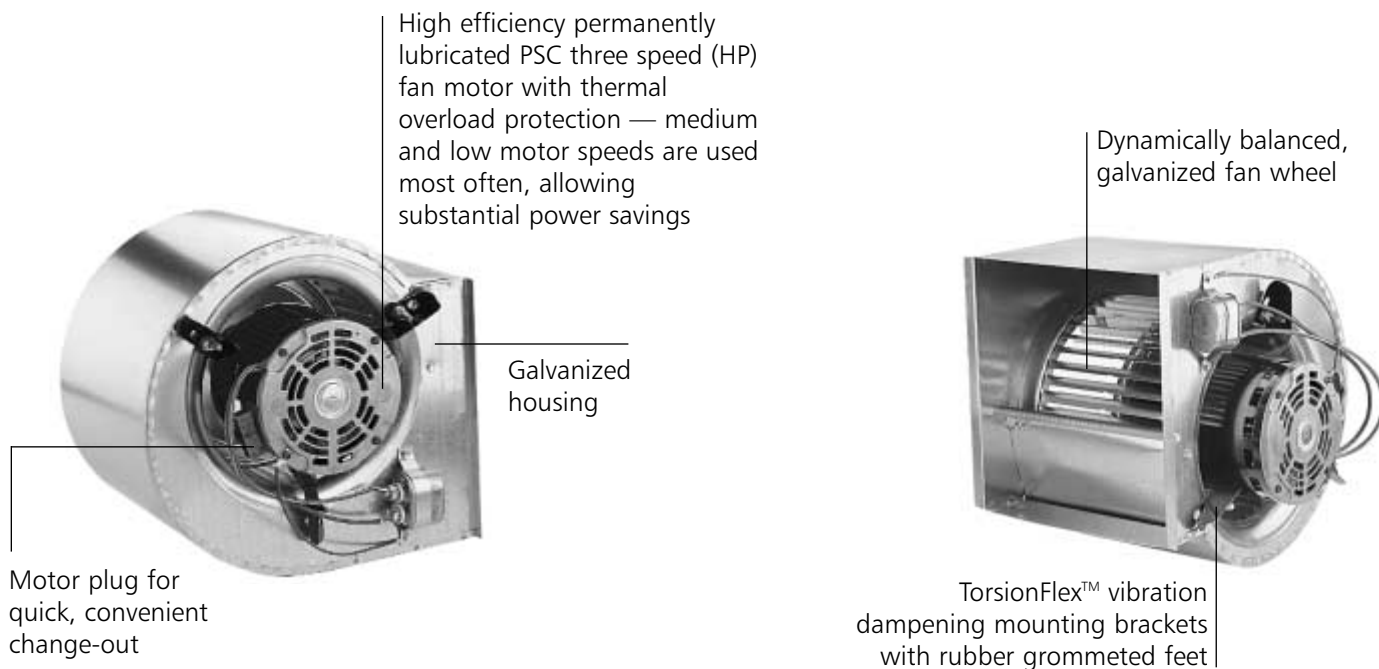 High efficiency permanently
lubricated PSC three speed (HP)
fan motor with thermal
overload protection — medium
and low motor speeds are used
most often, allowing
substantial power savings
Dynamically balanced,
galvanized fan wheel
Galvanized
housing
Motor plug for
quick, convenient
change-out
TorsionFlex™ vibration
dampening mounting brackets
with rubber grommeted feet